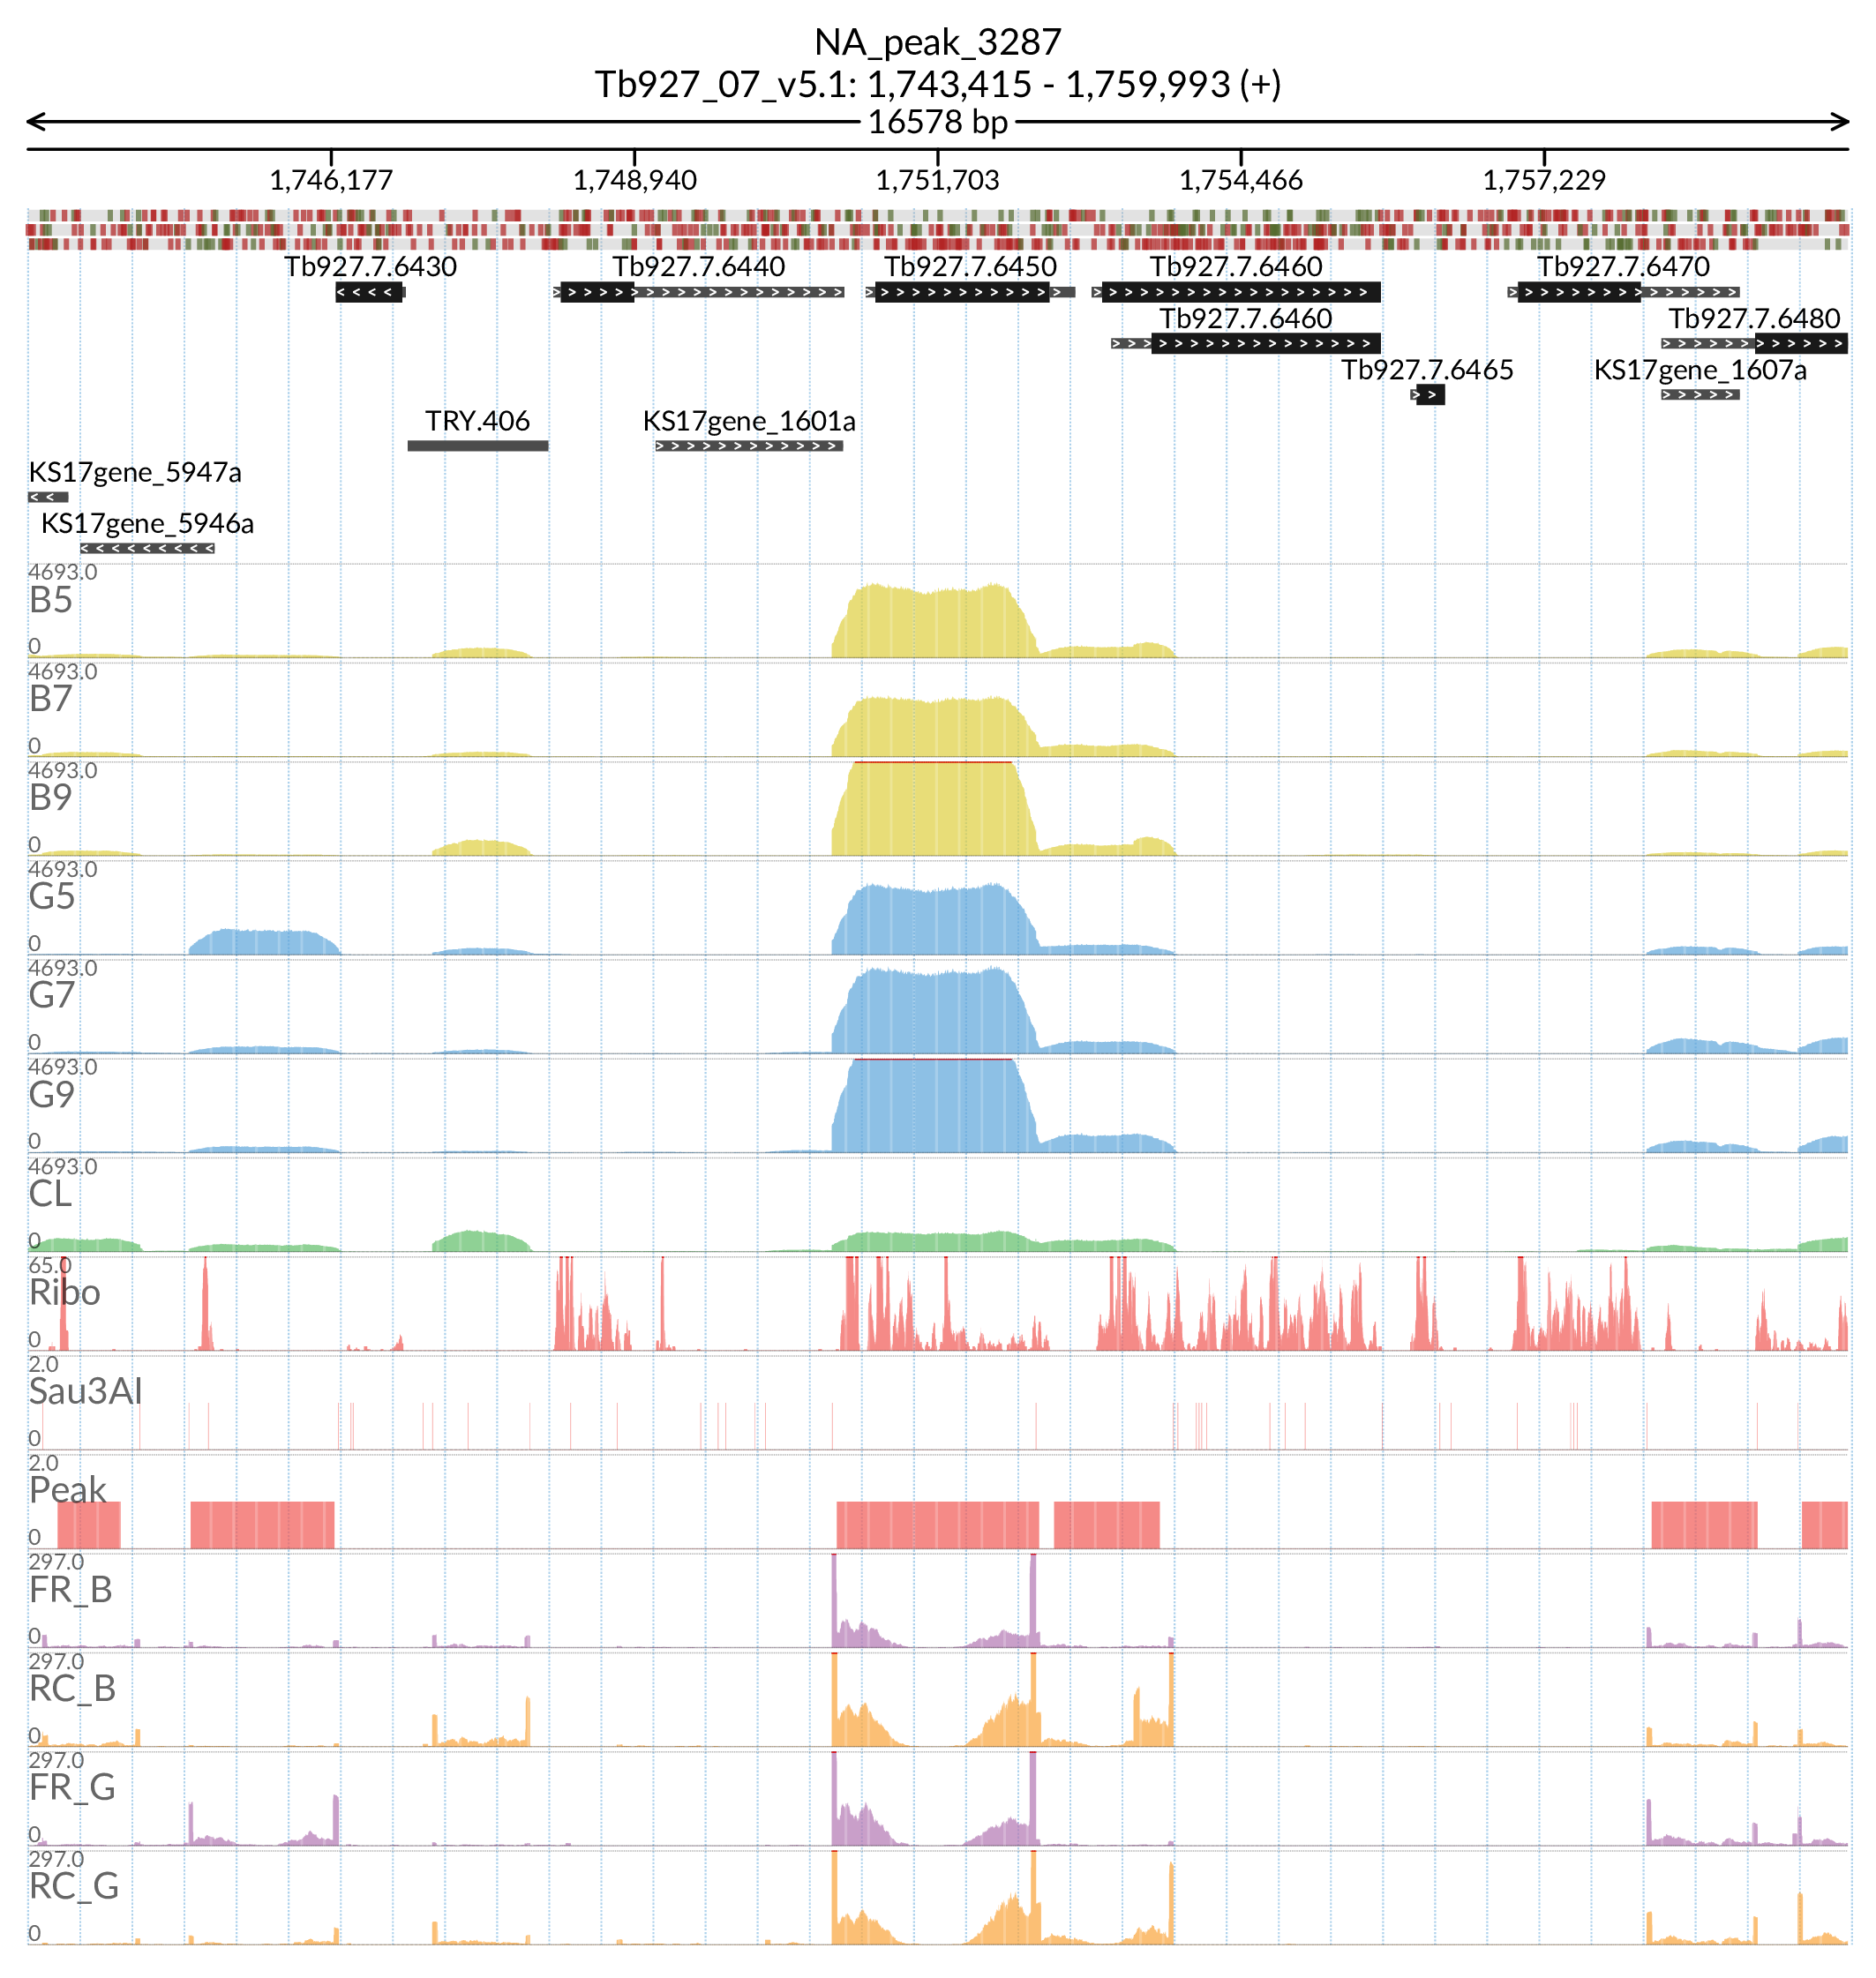 NA_peak_3287
Tb927_07_v5.1: 1,743,415 - 1,759,993 (+)
16578 bp
1,746,177 1,748,940 1,751,703 1,754,466 1,757,229
Tb927.7.6430 Tb927.7.6440 Tb927.7.6450 Tb927.7.6460 Tb927.7.6470
Tb927.7.6460 Tb927.7.6480
Tb927.7.6465 KS17gene_1607a
TRY.406 KS17gene_1601a
KS17gene_5947a
KS17gene_5946a
4693.0
B5
0
4693.0
B7
0
4693.0
B9
0
4693.0
G5
0
4693.0
G7
0
4693.0
G9
0
4693.0
CL
0
65.0
Ribo
0
2.0
Sau3AI
0
2.0
Peak
0
297.0
FR_B
0
297.0
RC_B
0
297.0
FR_G
0
297.0
RC_G
0